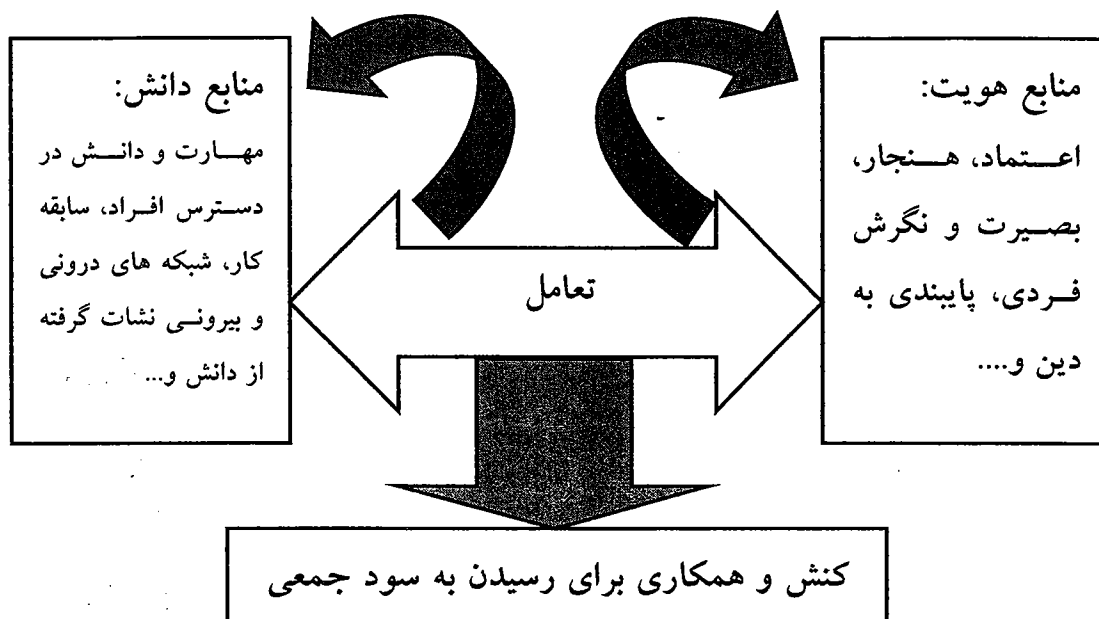 منابع هویت:
اعتماد، هنجار،
بصیرت و نگرش
فردی، پایبندی به
دین و....
تعامل
منابع دانش:
مهارت و دانش در
دسترس افراد، سابقه
کار، شبکه های درونی
و بیرونی نشات گرفته
از دانش و...
کنش و همکاری برای رسیدن به سود جمعی